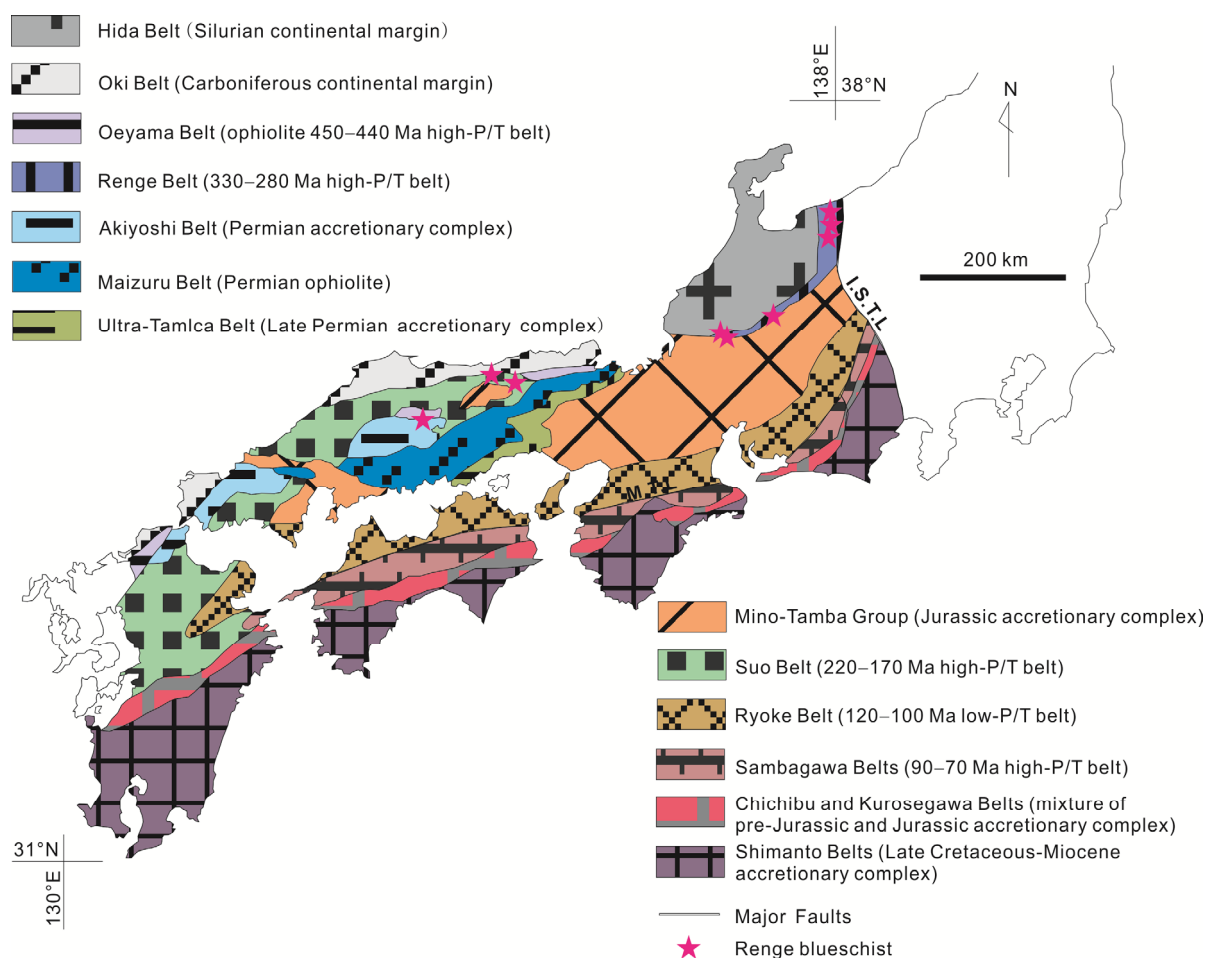 Hida Belt (Silurian continental margin)
Oki Belt (Carboniferous continental margin)
Oeyama Belt (ophiolite 450–440 Ma high-P/T belt)
Renge Belt (330–280 Ma high-P/T belt)
Akiyoshi Belt (Permian accretionary complex)
Maizuru Belt (Permian ophiolite)
Ultra-Tamlca Belt (Late Permian accretionary complex)
138°E
38°N
N
200 km
I.S.T.L
M.T.L
Mino-Tamba Group (Jurassic accretionary complex)
Suo Belt (220–170 Ma high-P/T belt)
Ryoke Belt (120–100 Ma low-P/T belt)
Sambagawa Belts (90–70 Ma high-P/T belt)
Chichibu and Kurosegawa Belts (mixture of
pre-Jurassic and Jurassic accretionary complex)
Shimanto Belts (Late Cretaceous-Miocene
accretionary complex)
Major Faults
Renge blueschist
31°N
130°E